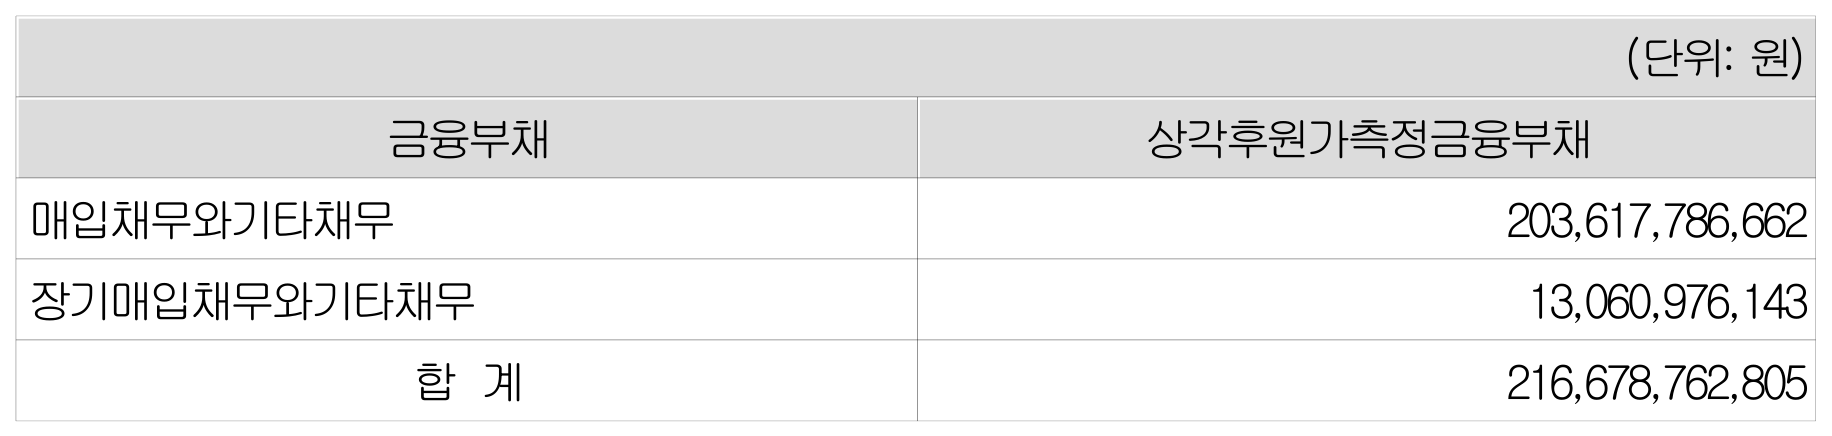 (단위: 원)
금융부채 상각후원가측정금융부채
매입채무와기타채무 203,617,786,662
장기매입채무와기타채무 13,060,976,143
합 계 216,678,762,805